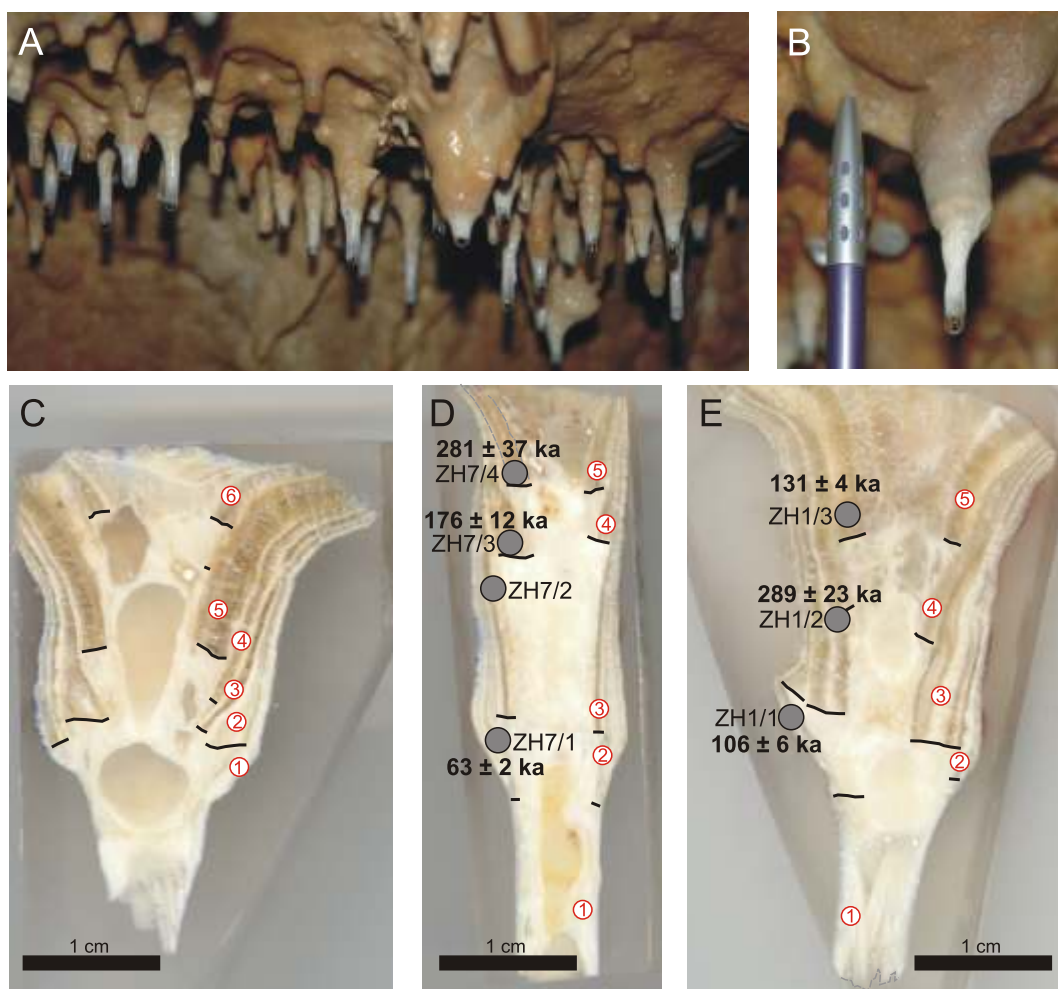 A
B
C
⑥
⑤
④
③
②
①
1 cm
D
281 ± 37 ka
ZH7/4
⑤
176 ± 12 ka
④
ZH7/3
ZH7/2
③
ZH7/1
②
63 ± 2 ka
①
1 cm
E
131 ± 4 ka
⑤
ZH1/3
289 ± 23 ka
④
ZH1/2
③
ZH1/1
106 ± 6 ka
②
①
1 cm